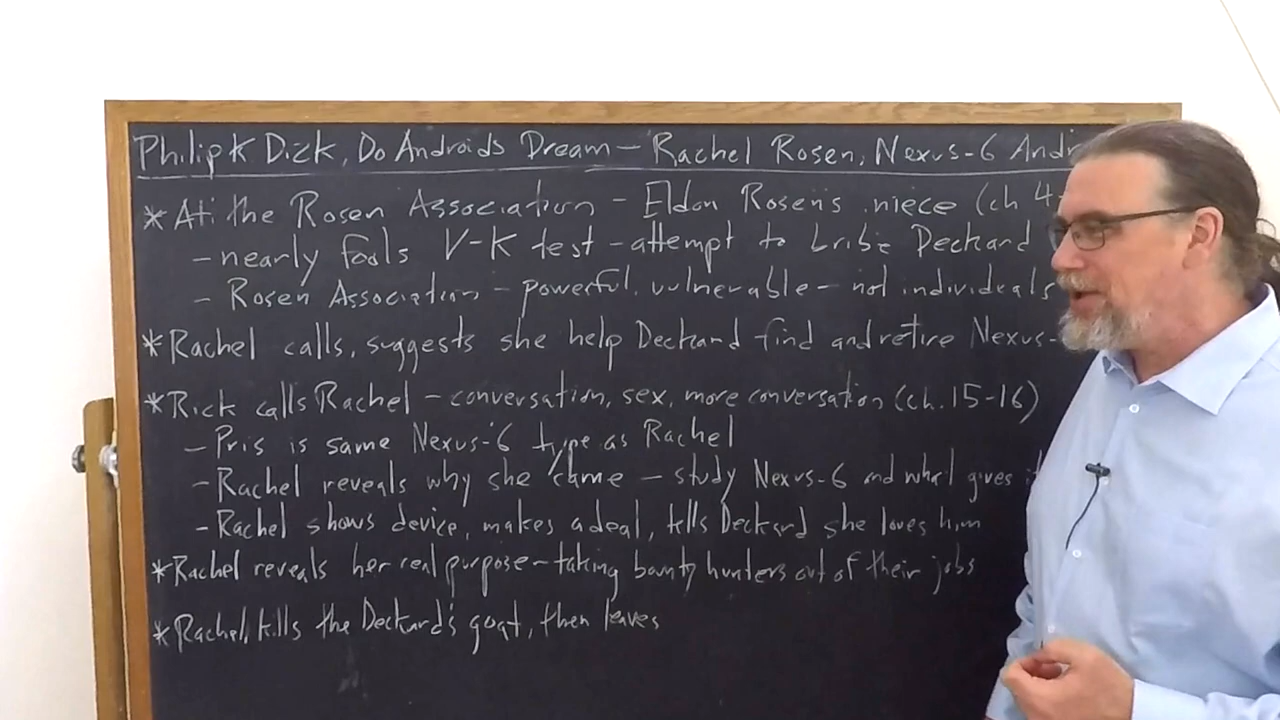 Philip K Dick, Do Androids Dream — Rachel Rosen, Nexus-6 Andr
* At the Rosen Association - Eldon Rosen's niece (ch 4-
- nearly fools V-K test - attempt to bribe Deckard
- Rosen Association - powerful, vulnerable - not individuals
* Rachel calls, suggests she help Deckard find and retire Nexus-
* Rick calls Rachel - conversation, sex, more conversation (ch. 15-16)
- Pris is same Nexus-6 type as Rachel
- Rachel reveals why she came - study Nexus-6 and what gives i
- Rachel shows device, makes a deal, tells Deckard she loves him
* Rachel reveals her real purpose - taking bounty hunters out of their jobs
* Rachel kills the Deckard's goat, then leaves